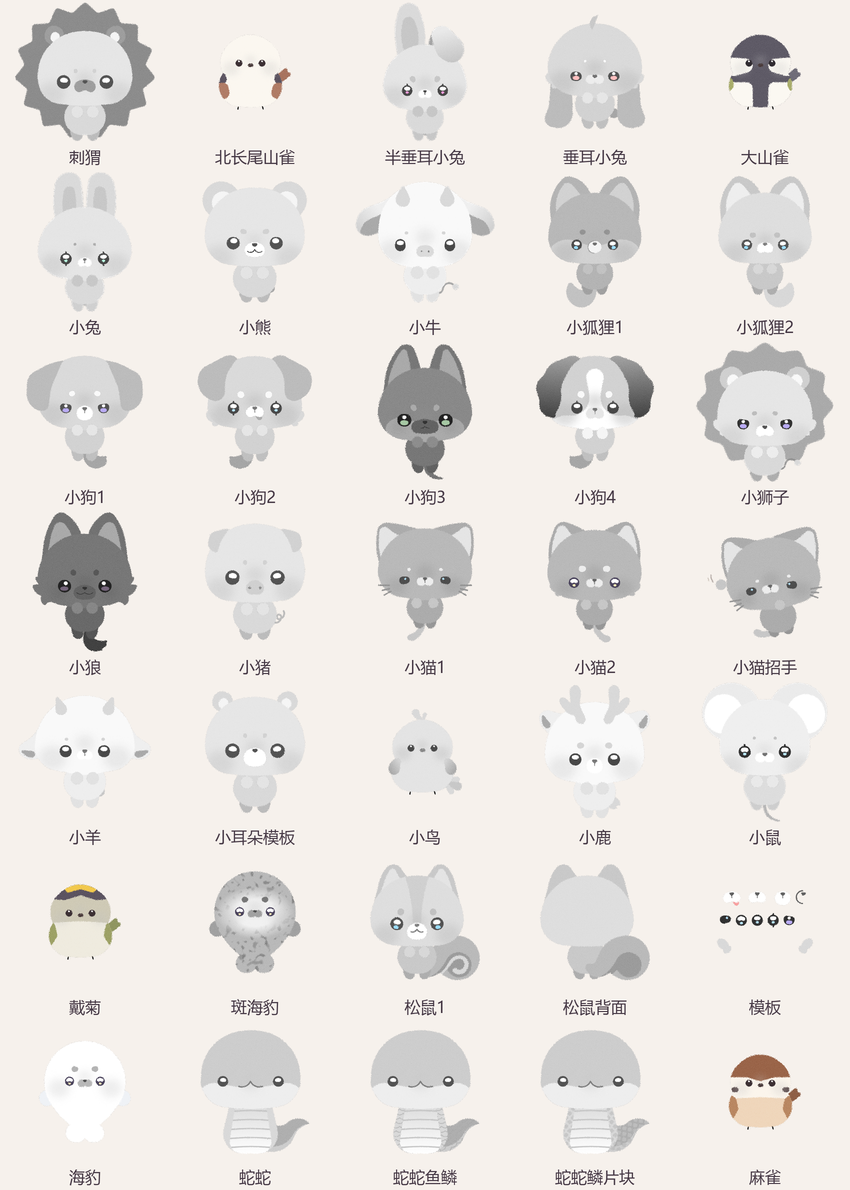 刺猬 北长尾山雀 半垂耳小兔 垂耳小兔 大山雀
小兔 小熊 小牛 小狐狸1 小狐狸2
小狗1 小狗2 小狗3 小狗4 小狮子
小狼 小猪 小猫1 小猫2 小猫招手
小羊 小耳朵模板 小鸟 小鹿 小鼠
戴菊 斑海豹 松鼠1 松鼠背面 模板
海豹 蛇蛇 蛇蛇鱼鳞 蛇蛇鳞片块 麻雀